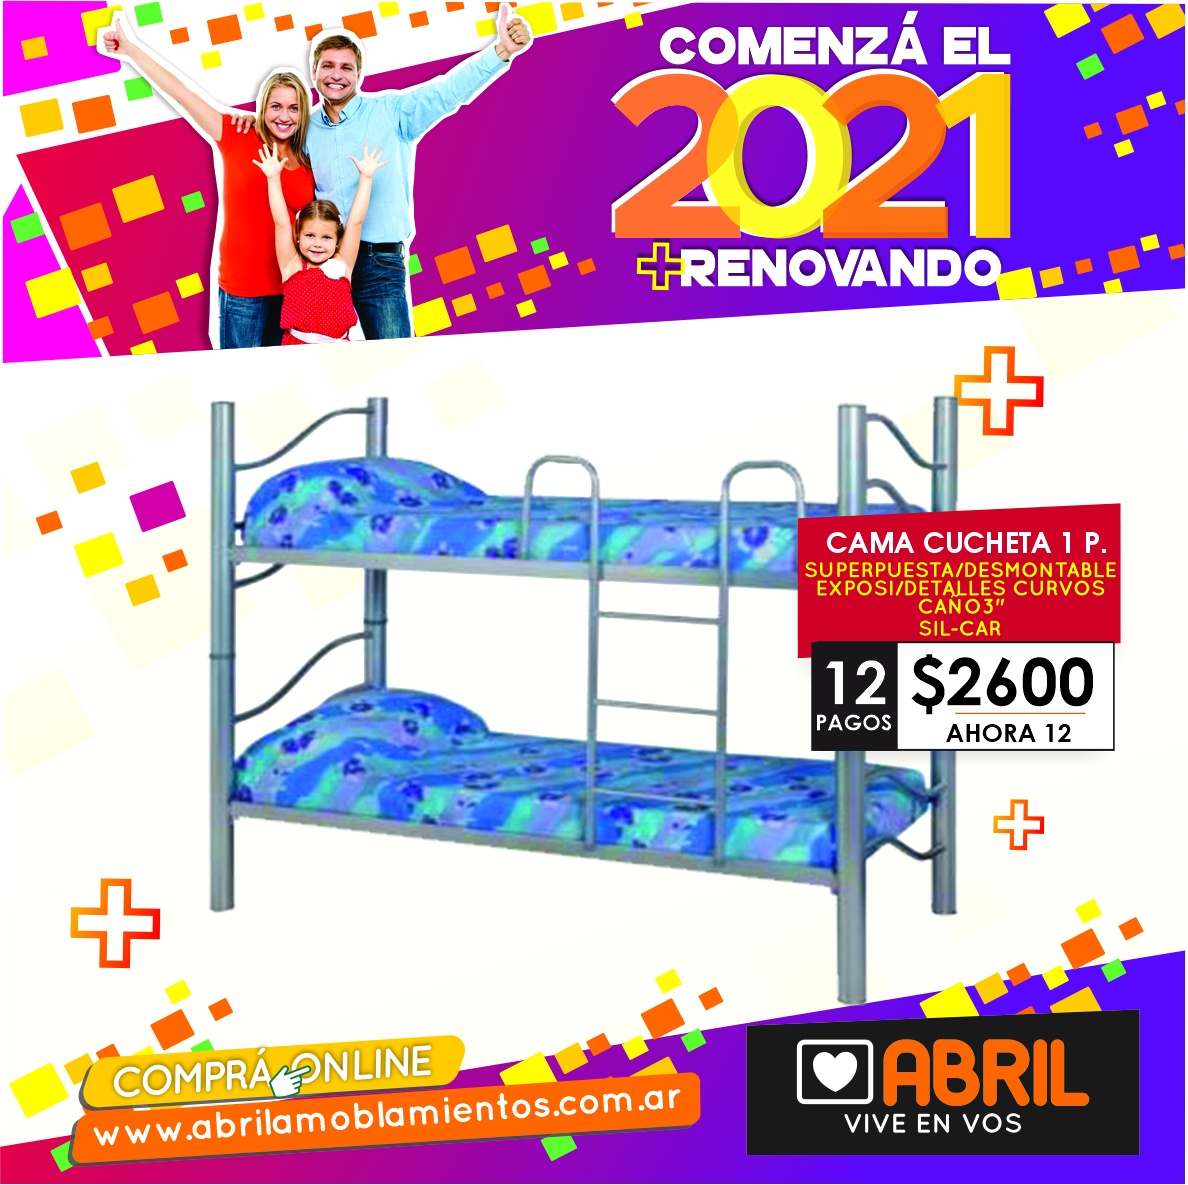 COMENZÁ EL
2021
+RENOVANDO
CAMA CUCHETA 1 P.
SUPERPUESTA/DESMONTABLE
EXPOSI/DETALLES CURVOS
CAÑO3"
SIL-CAR
12
PAGOS
$2600
AHORA 12
COMPRÁ ONLINE
www.abrilamoblamientos.com.ar
ABRIL
VIVE EN VOS